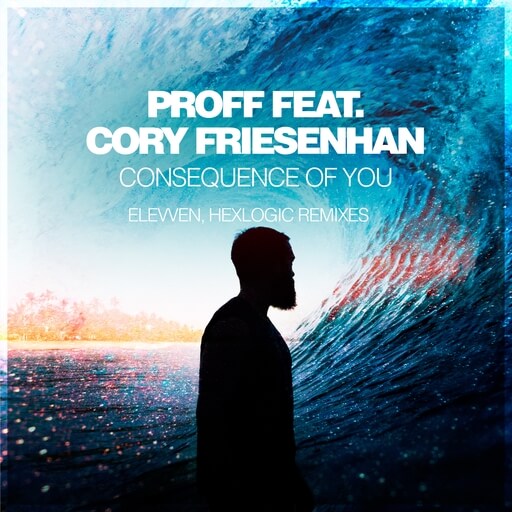 PROFF FEAT.
CORY FRIESENHAN
CONSEQUENCE OF YOU
ELEVVEN, HEXLOGIC REMIXES